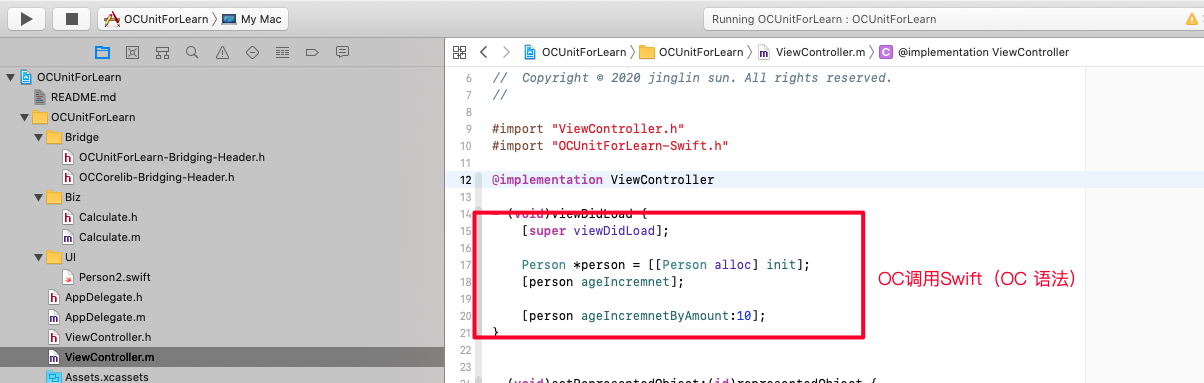 OCUnitForLearn 〉 My Mac
Running OCUnitForLearn : OCUnitForLearn
OCUnitForLearn 〉 OCUnitForLearn 〉 ViewController.m 〉 C @implementation ViewController
OCUnitForLearn
README.md
OCUnitForLearn
Bridge
h OCUnitForLearn-Bridging-Header.h
h OCCorelib-Bridging-Header.h
Biz
h Calculate.h
m Calculate.m
UI
Person2.swift
h AppDelegate.h
m AppDelegate.m
h ViewController.h
m ViewController.m
Assets.xcassets
6 //  Copyright © 2020 jinglin sun. All rights reserved.
7 //
8
9 #import "ViewController.h"
10 #import "OCUnitForLearn-Swift.h"
11
12 @implementation ViewController
13
14 - (void)viewDidLoad {
15 [super viewDidLoad];
16
17 Person *person = [[Person alloc] init];
18 [person ageIncremnet];
19
20 [person ageIncremnetByAmount:10];
21 }
22
23
24 - (void)setRepresentedObject:(id)representedObject {
OC调用Swift（OC 语法）